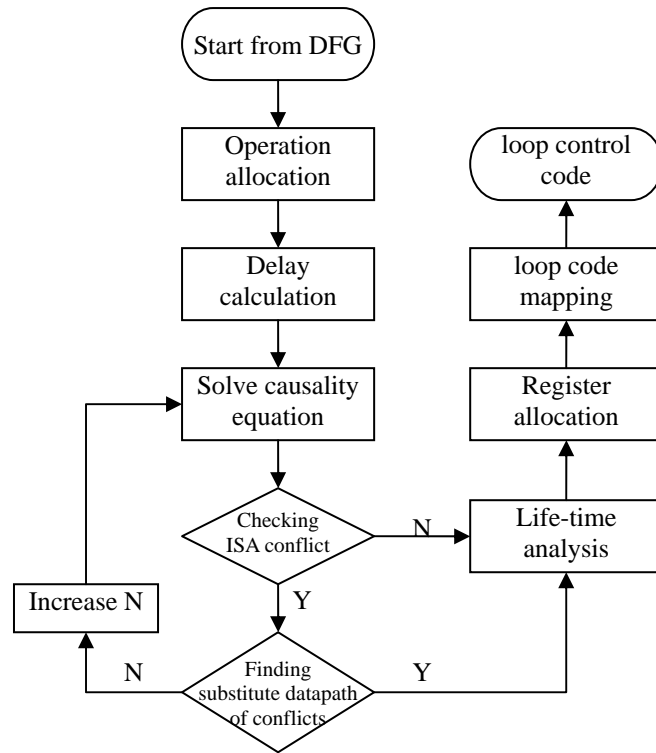 Start from DFG
Operation
allocation
Delay
calculation
Solve causality
equation
Checking
ISA conflict
N
Y
Increase N
N
Finding
substitute datapath
of conflicts
Y
Life-time
analysis
Register
allocation
loop code
mapping
loop control
code